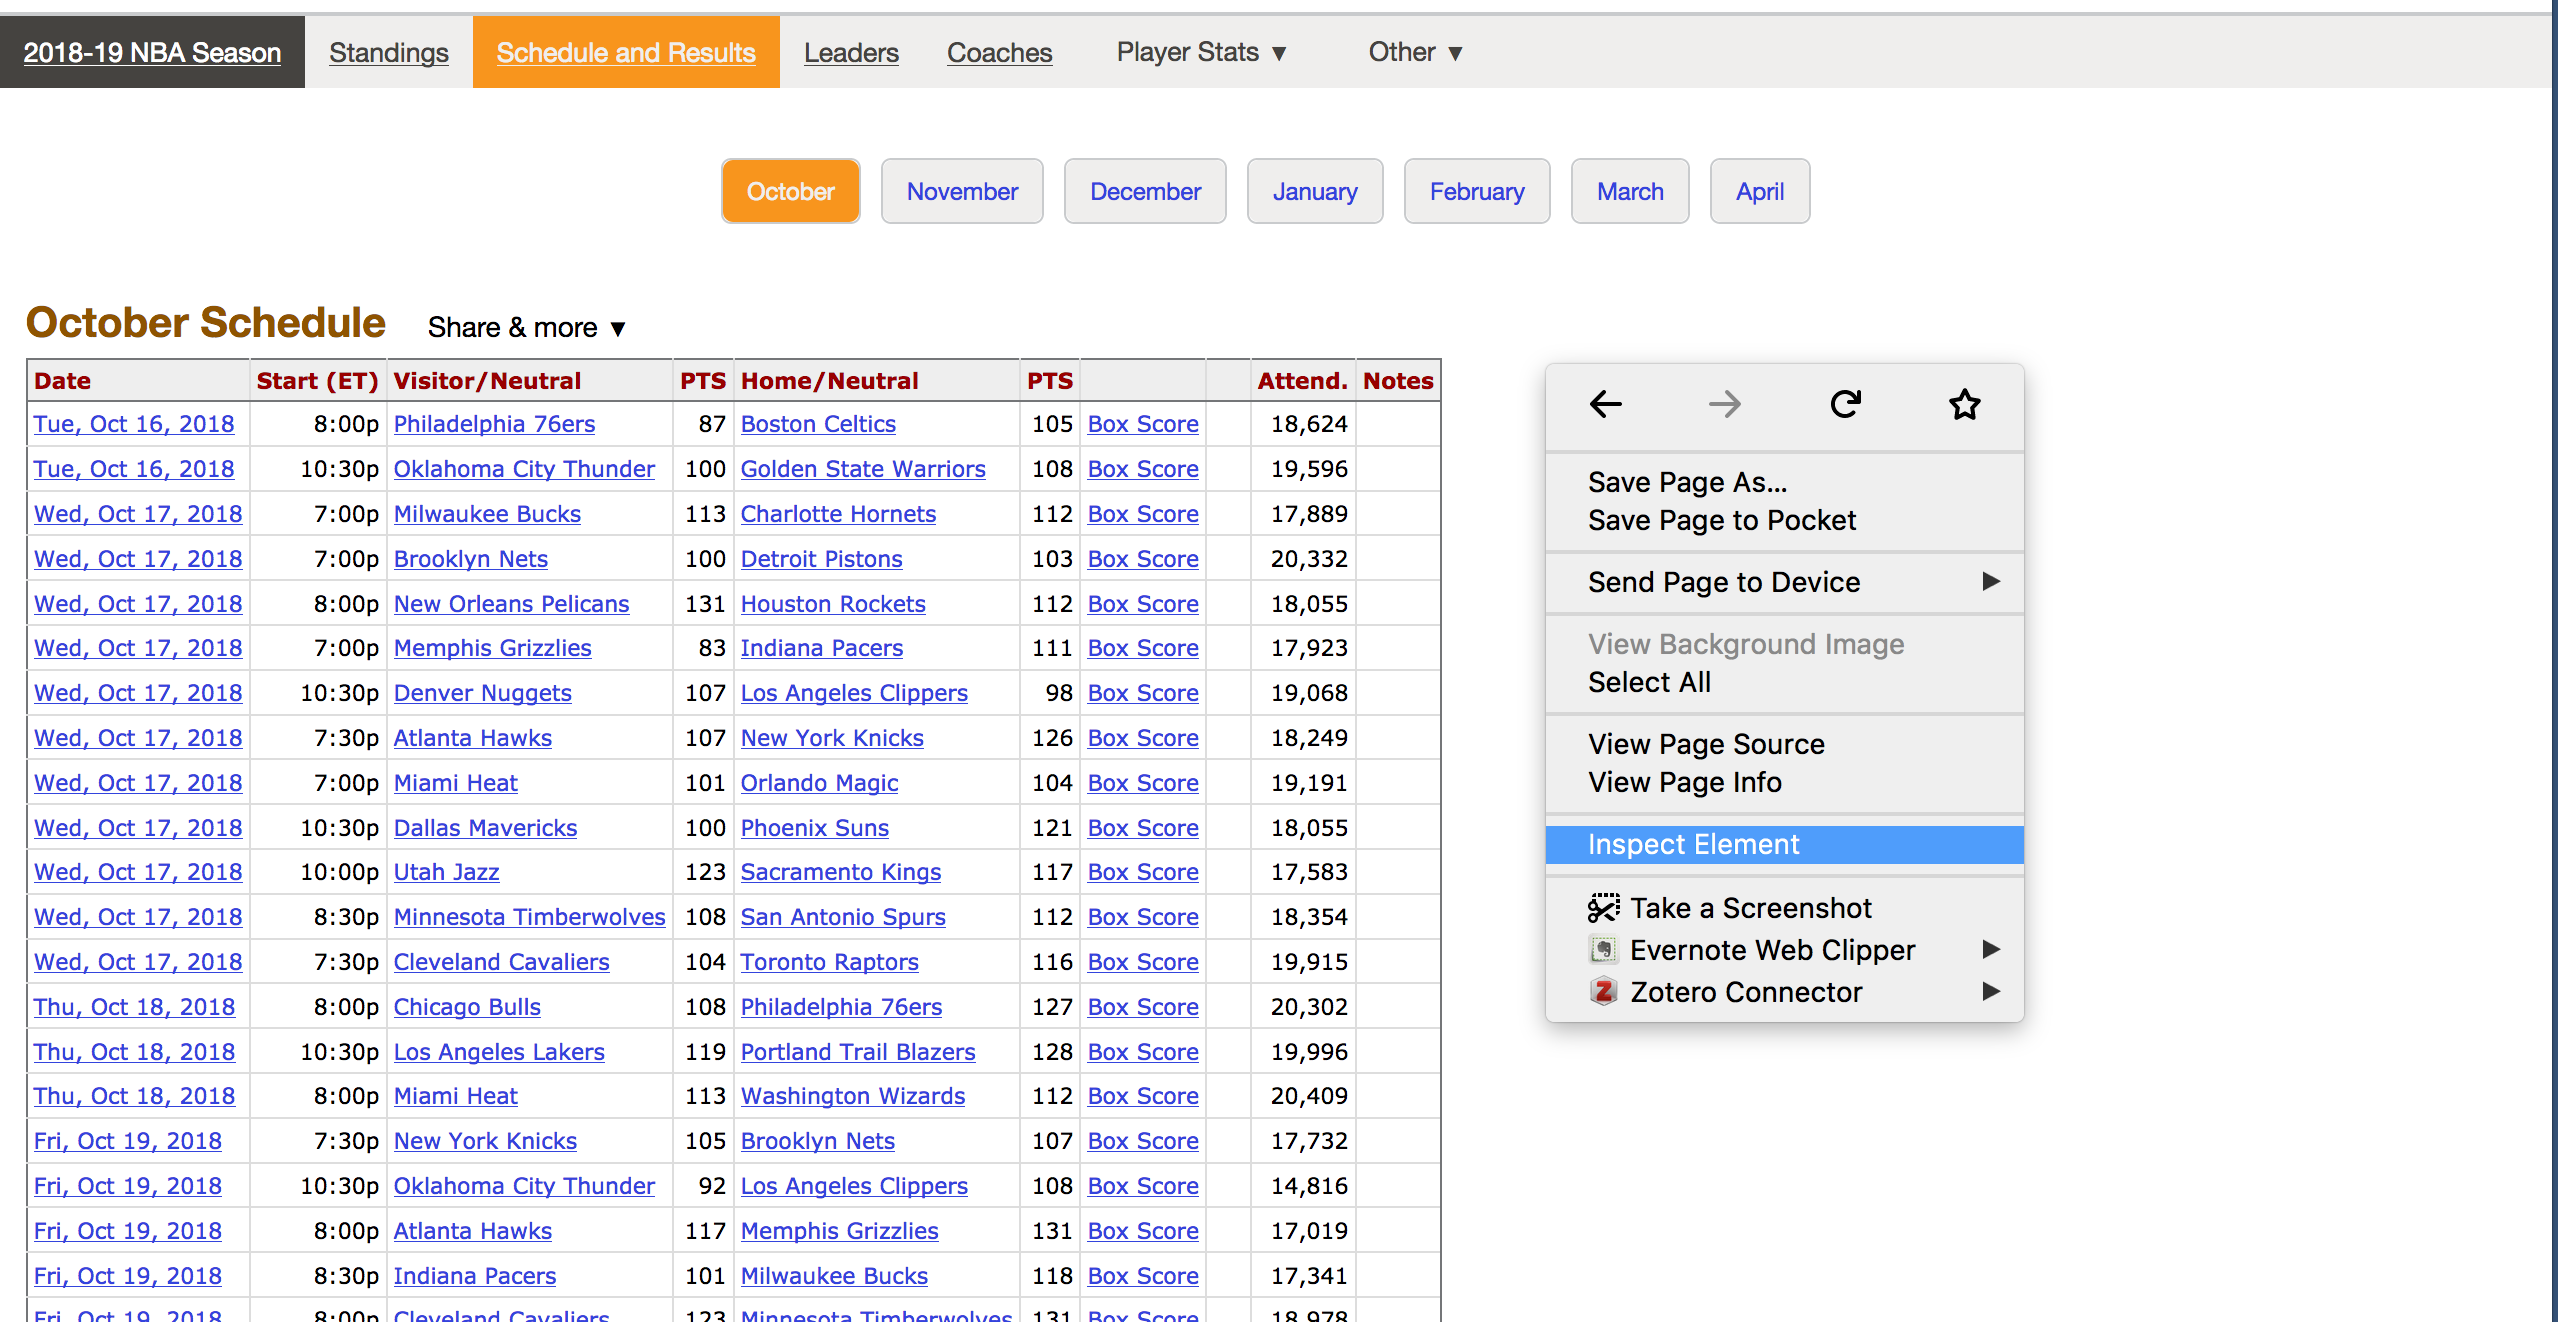 2018-19 NBA Season Standings Schedule and Results Leaders Coaches Player Stats ▼ Other ▼
October November December January February March April
October Schedule Share & more ▼
Date Start (ET) Visitor/Neutral PTS Home/Neutral PTS Attend. Notes
Tue, Oct 16, 2018 8:00p Philadelphia 76ers 87 Boston Celtics 105 Box Score 18,624
Tue, Oct 16, 2018 10:30p Oklahoma City Thunder 100 Golden State Warriors 108 Box Score 19,596
Wed, Oct 17, 2018 7:00p Milwaukee Bucks 113 Charlotte Hornets 112 Box Score 17,889
Wed, Oct 17, 2018 7:00p Brooklyn Nets 100 Detroit Pistons 103 Box Score 20,332
Wed, Oct 17, 2018 8:00p New Orleans Pelicans 131 Houston Rockets 112 Box Score 18,055
Wed, Oct 17, 2018 7:00p Memphis Grizzlies 83 Indiana Pacers 111 Box Score 17,923
Wed, Oct 17, 2018 10:30p Denver Nuggets 107 Los Angeles Clippers 98 Box Score 19,068
Wed, Oct 17, 2018 7:30p Atlanta Hawks 107 New York Knicks 126 Box Score 18,249
Wed, Oct 17, 2018 7:00p Miami Heat 101 Orlando Magic 104 Box Score 19,191
Wed, Oct 17, 2018 10:30p Dallas Mavericks 100 Phoenix Suns 121 Box Score 18,055
Wed, Oct 17, 2018 10:00p Utah Jazz 123 Sacramento Kings 117 Box Score 17,583
Wed, Oct 17, 2018 8:30p Minnesota Timberwolves 108 San Antonio Spurs 112 Box Score 18,354
Wed, Oct 17, 2018 7:30p Cleveland Cavaliers 104 Toronto Raptors 116 Box Score 19,915
Thu, Oct 18, 2018 8:00p Chicago Bulls 108 Philadelphia 76ers 127 Box Score 20,302
Thu, Oct 18, 2018 10:30p Los Angeles Lakers 119 Portland Trail Blazers 128 Box Score 19,996
Thu, Oct 18, 2018 8:00p Miami Heat 113 Washington Wizards 112 Box Score 20,409
Fri, Oct 19, 2018 7:30p New York Knicks 105 Brooklyn Nets 107 Box Score 17,732
Fri, Oct 19, 2018 10:30p Oklahoma City Thunder 92 Los Angeles Clippers 108 Box Score 14,816
Fri, Oct 19, 2018 8:00p Atlanta Hawks 117 Memphis Grizzlies 131 Box Score 17,019
Fri, Oct 19, 2018 8:30p Indiana Pacers 101 Milwaukee Bucks 118 Box Score 17,341
Fri, Oct 19, 2018 8:00p Cleveland Cavaliers 123 Minnesota Timberwolves 131 Box Score 18,978
Save Page As...
Save Page to Pocket
Send Page to Device
View Background Image
Select All
View Page Source
View Page Info
Inspect Element
Take a Screenshot
Evernote Web Clipper
Zotero Connector